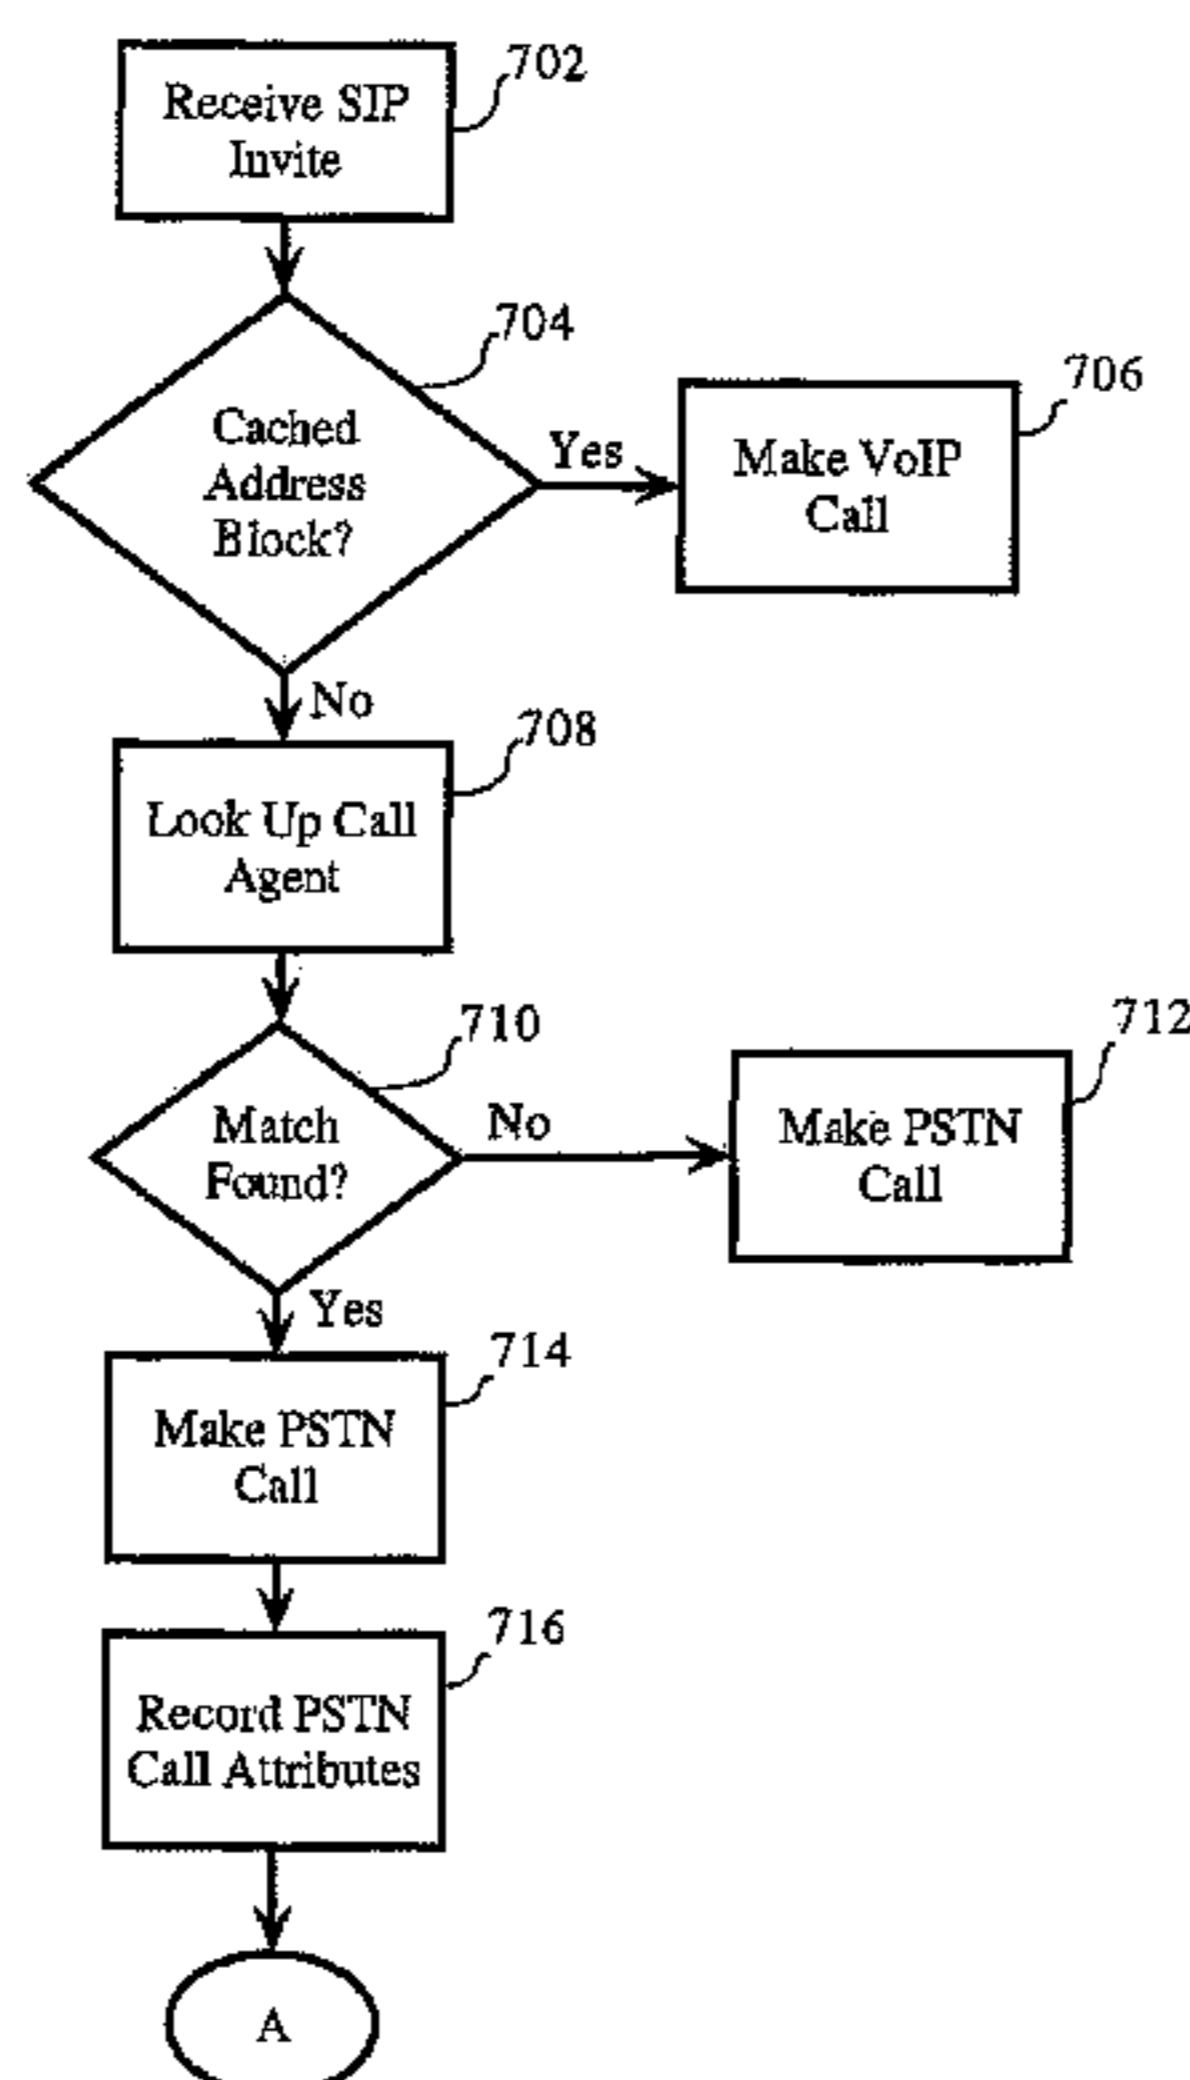 702
Receive SIP
Invite
704
Cached
Address
Block?
Yes
706
Make VoIP
Call
No
708
Look Up Call
Agent
710
Match
Found?
No
712
Make PSTN
Call
Yes
714
Make PSTN
Call
716
Record PSTN
Call Attributes
A